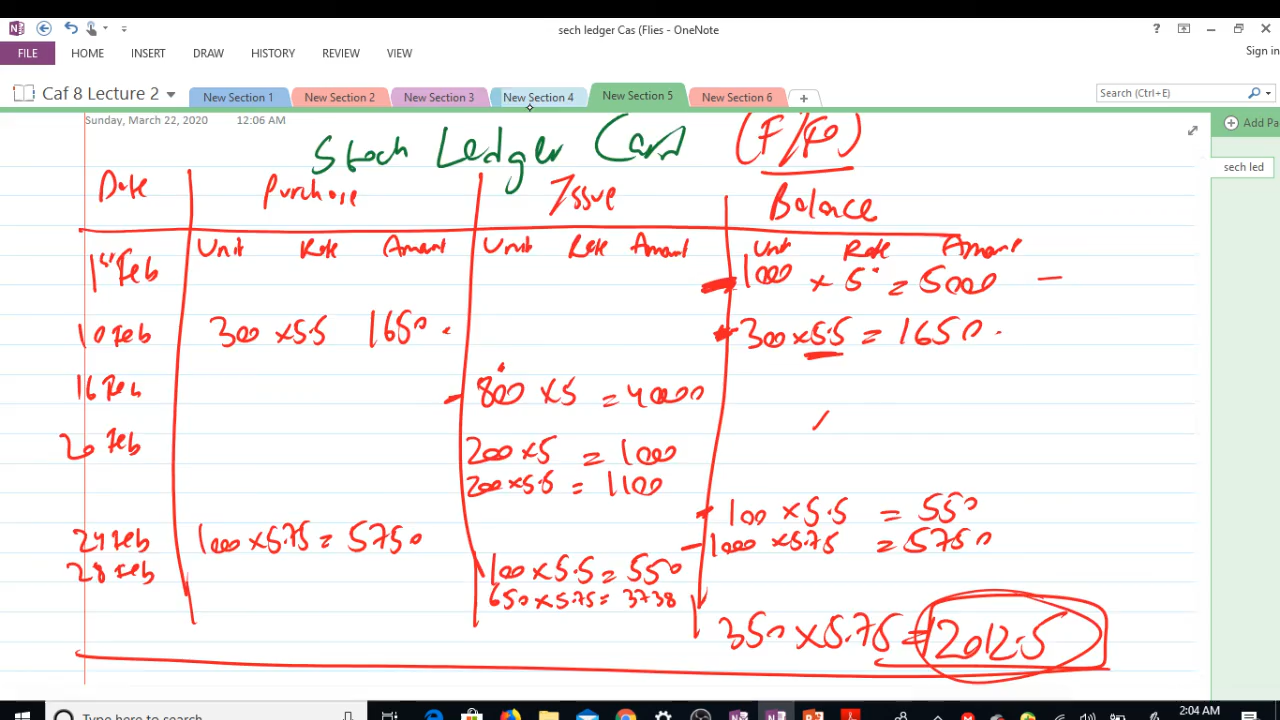 sech ledger Cas (Flies - OneNote
FILE HOME INSERT DRAW HISTORY REVIEW VIEW Sign in
Caf 8 Lecture 2 New Section 1 New Section 2 New Section 3 New Section 4 New Section 5 New Section 6 Search (Ctrl+E)
Sunday, March 22, 2020 12:06 AM Add Pa
Stock Ledger Card (Fifo)
sech led
Date Purchase Issue Balance
Unit Rate Amount Unit Rate Amount Unit Rate Amount
1st Feb 1000 × 5 = 5000
10 Feb 300 × 5.5 1650 300 × 5.5 = 1650
16 Feb 800 × 5 = 4000
20 Feb 200 × 5 = 1000
200 × 5.5 = 1100
100 × 5.5 = 550
24 Feb 1000 × 5.75 = 5750 1000 × 5.75 = 5750
28 Feb 100 × 5.5 = 550
650 × 5.75 = 3738
350 × 5.75 = 2012.5
Type here to search 2:04 AM